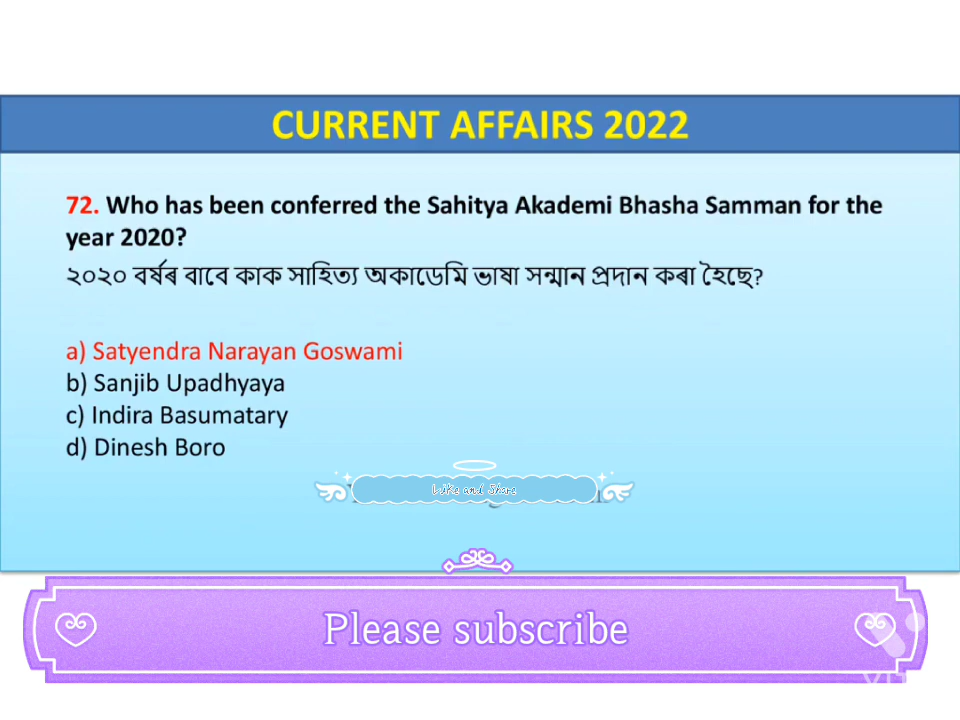 CURRENT AFFAIRS 2022
72. Who has been conferred the Sahitya Akademi Bhasha Samman for the
year 2020?
২০২০ বৰ্ষৰ বাবে কাক সাহিত্য অকাডেমি ভাষা সন্মান প্ৰদান কৰা হৈছে?
a) Satyendra Narayan Goswami
b) Sanjib Upadhyaya
c) Indira Basumatary
d) Dinesh Boro
Like and Share
Please subscribe